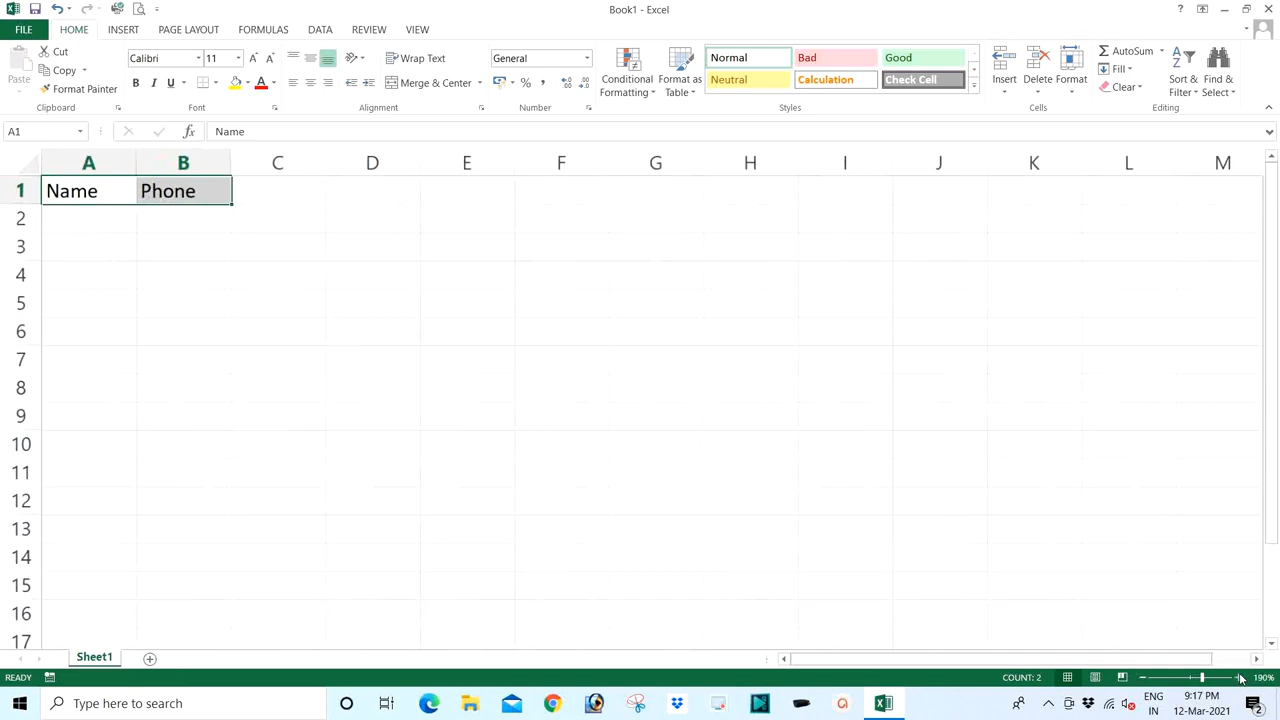 Book1 - Excel
?
FILE HOME INSERT PAGE LAYOUT FORMULAS DATA REVIEW VIEW
Paste
Cut
Copy
Format Painter
Clipboard
Calibri 11
B I U
Font
Wrap Text
Merge & Center
Alignment
General
%
Number
Conditional Formatting
Format as Table
Normal Bad Good
Neutral Calculation Check Cell
Styles
Insert Delete Format
Cells
AutoSum
Fill
Clear
Sort & Filter
Find & Select
Editing
A1 fx Name
A B C D E F G H I J K L M
1 Name Phone
2
3
4
5
6
7
8
9
10
11
12
13
14
15
16
17
Sheet1
READY COUNT: 2 190%
Type here to search
ENG IN
9:17 PM
12-Mar-2021
2